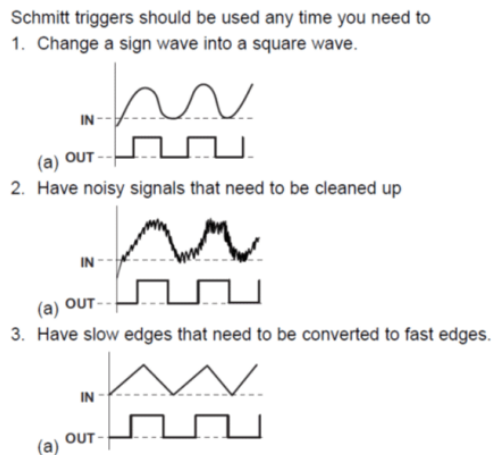 Schmitt triggers should be used any time you need to
1. Change a sign wave into a square wave.
IN
(a) OUT
2. Have noisy signals that need to be cleaned up
IN
(a) OUT
3. Have slow edges that need to be converted to fast edges.
IN
(a) OUT